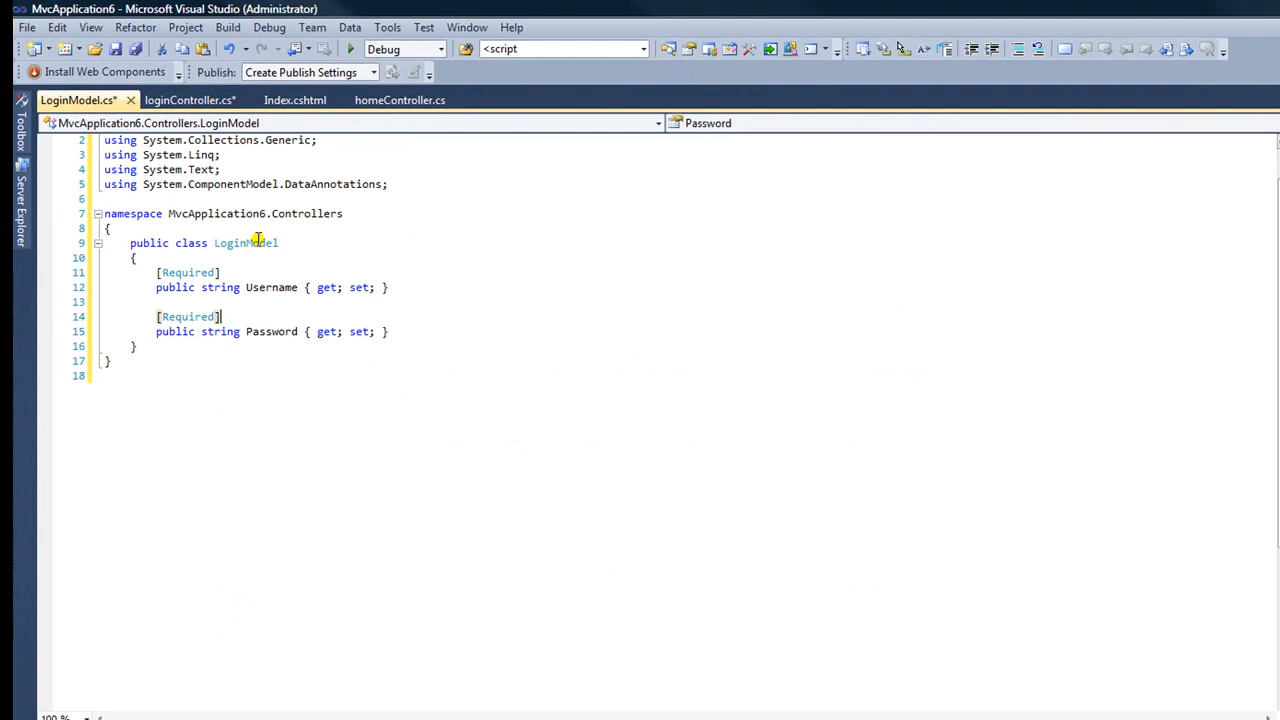 MvcApplication6 - Microsoft Visual Studio (Administrator)
File Edit View Refactor Project Build Debug Team Data Tools Test Window Help
Debug <script
Install Web Components Publish: Create Publish Settings
LoginModel.cs* loginController.cs* Index.cshtml homeController.cs
MvcApplication6.Controllers.LoginModel Password
Toolbox
Server Explorer
2 using System.Collections.Generic;
3 using System.Linq;
4 using System.Text;
5 using System.ComponentModel.DataAnnotations;
6
7 namespace MvcApplication6.Controllers
8 {
9 public class LoginModel
10 {
11 [Required]
12 public string Username { get; set; }
13
14 [Required]
15 public string Password { get; set; }
16 }
17 }
18
100 %